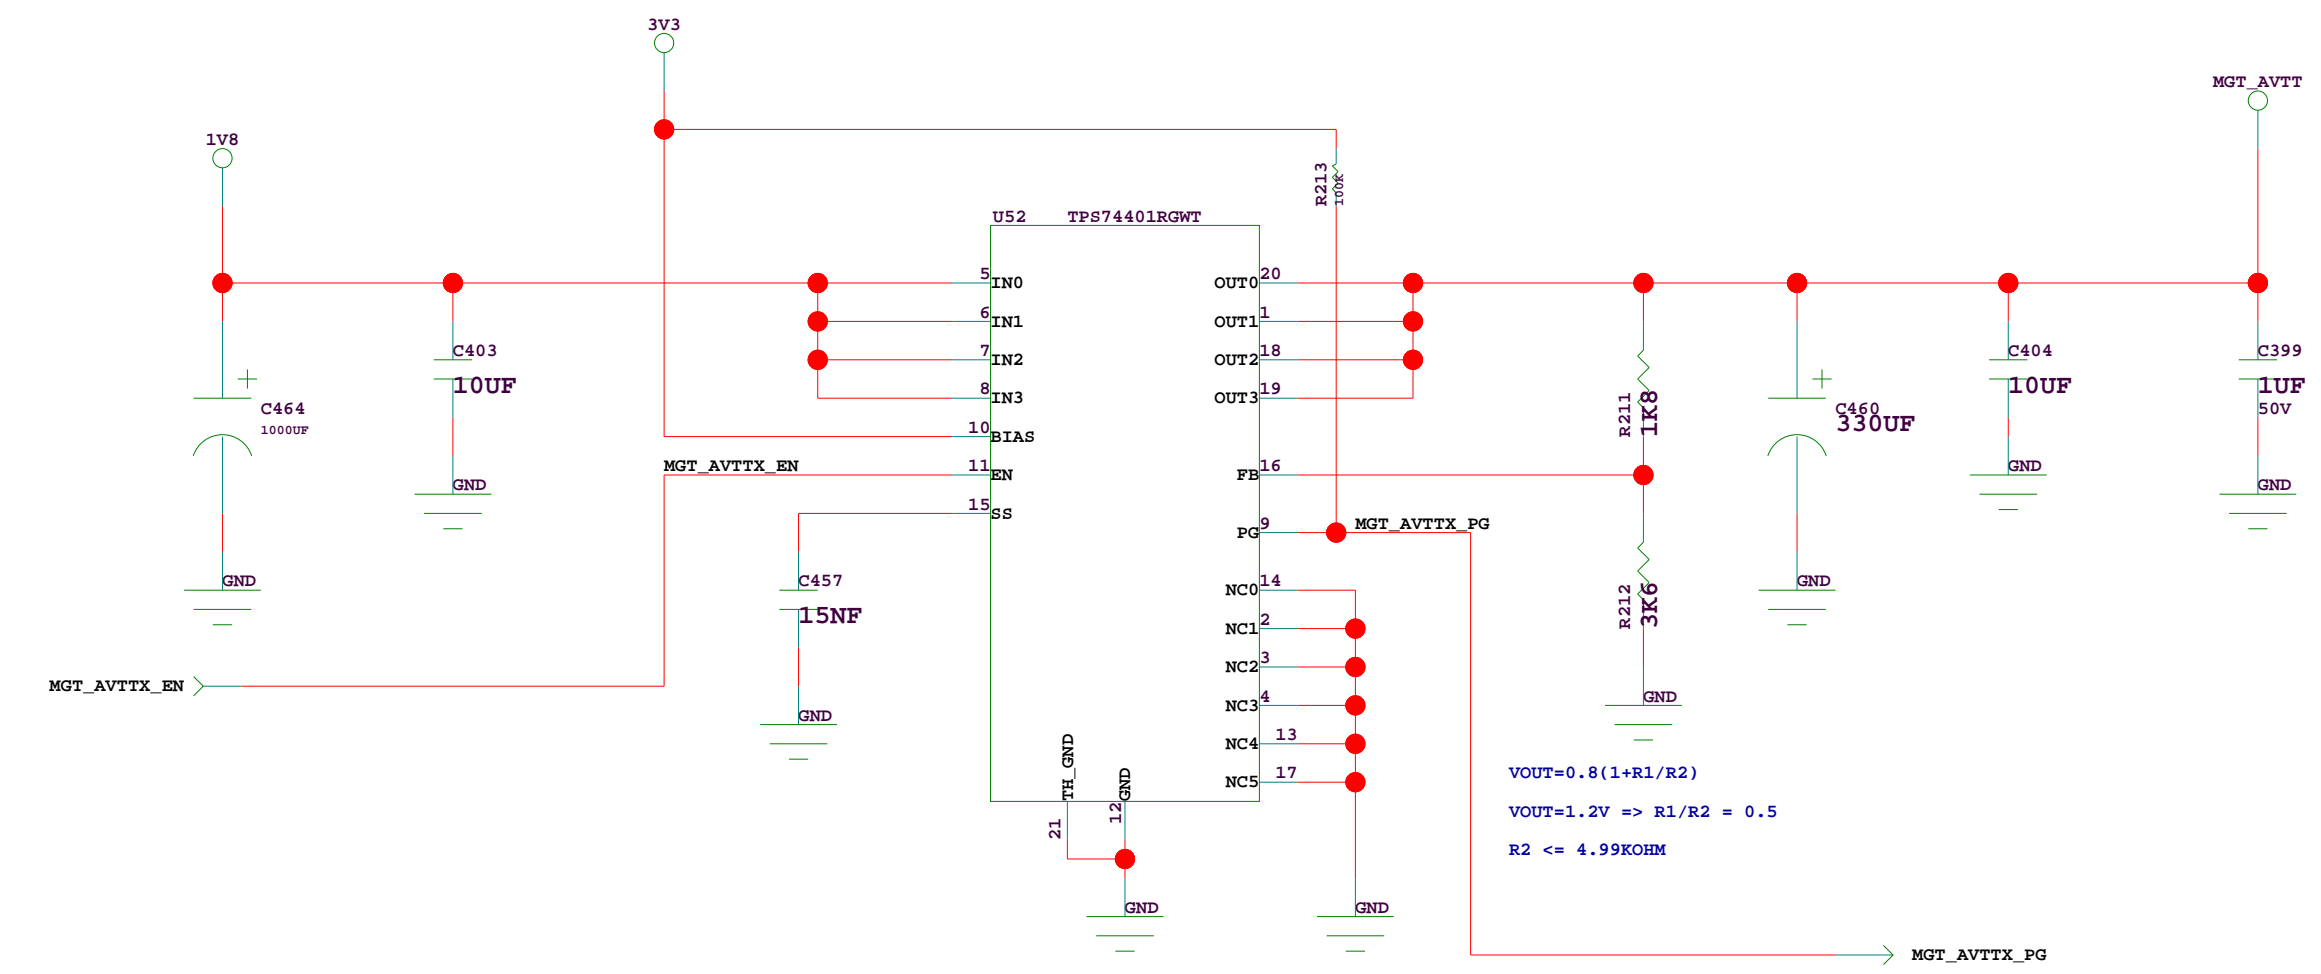 3V3
MGT_AVTT
1V8
R213
100K
U52 TPS74401RGWT
5 IN0
6 IN1
7 IN2
8 IN3
10 BIAS
MGT_AVTTX_EN
11 EN
15 SS
OUT0 20
OUT1 1
OUT2 18
OUT3 19
FB 16
PG 9
MGT_AVTTX_PG
NC0 14
NC1 2
NC2 3
NC3 4
NC4 13
NC5 17
TH_GND
21
GND
12
GND
GND
C464
1000UF
GND
C403
10UF
GND
C457
15NF
GND
MGT_AVTTX_EN
R211
1K8
R212
3K6
GND
C460
330UF
GND
C404
10UF
GND
C399
1UF
50V
GND
VOUT=0.8(1+R1/R2)
VOUT=1.2V => R1/R2 = 0.5
R2 <= 4.99KOHM
MGT_AVTTX_PG